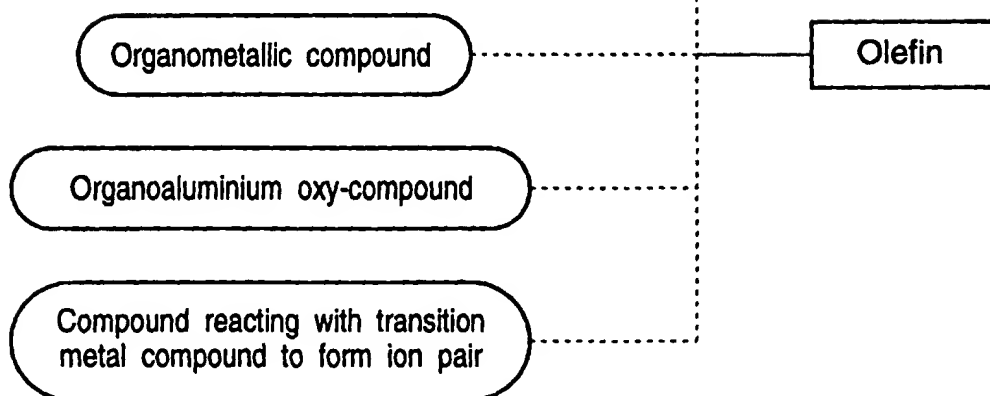 Organometallic compound
Olefin
Organoaluminium oxy-compound
Compound reacting with transition
metal compound to form ion pair